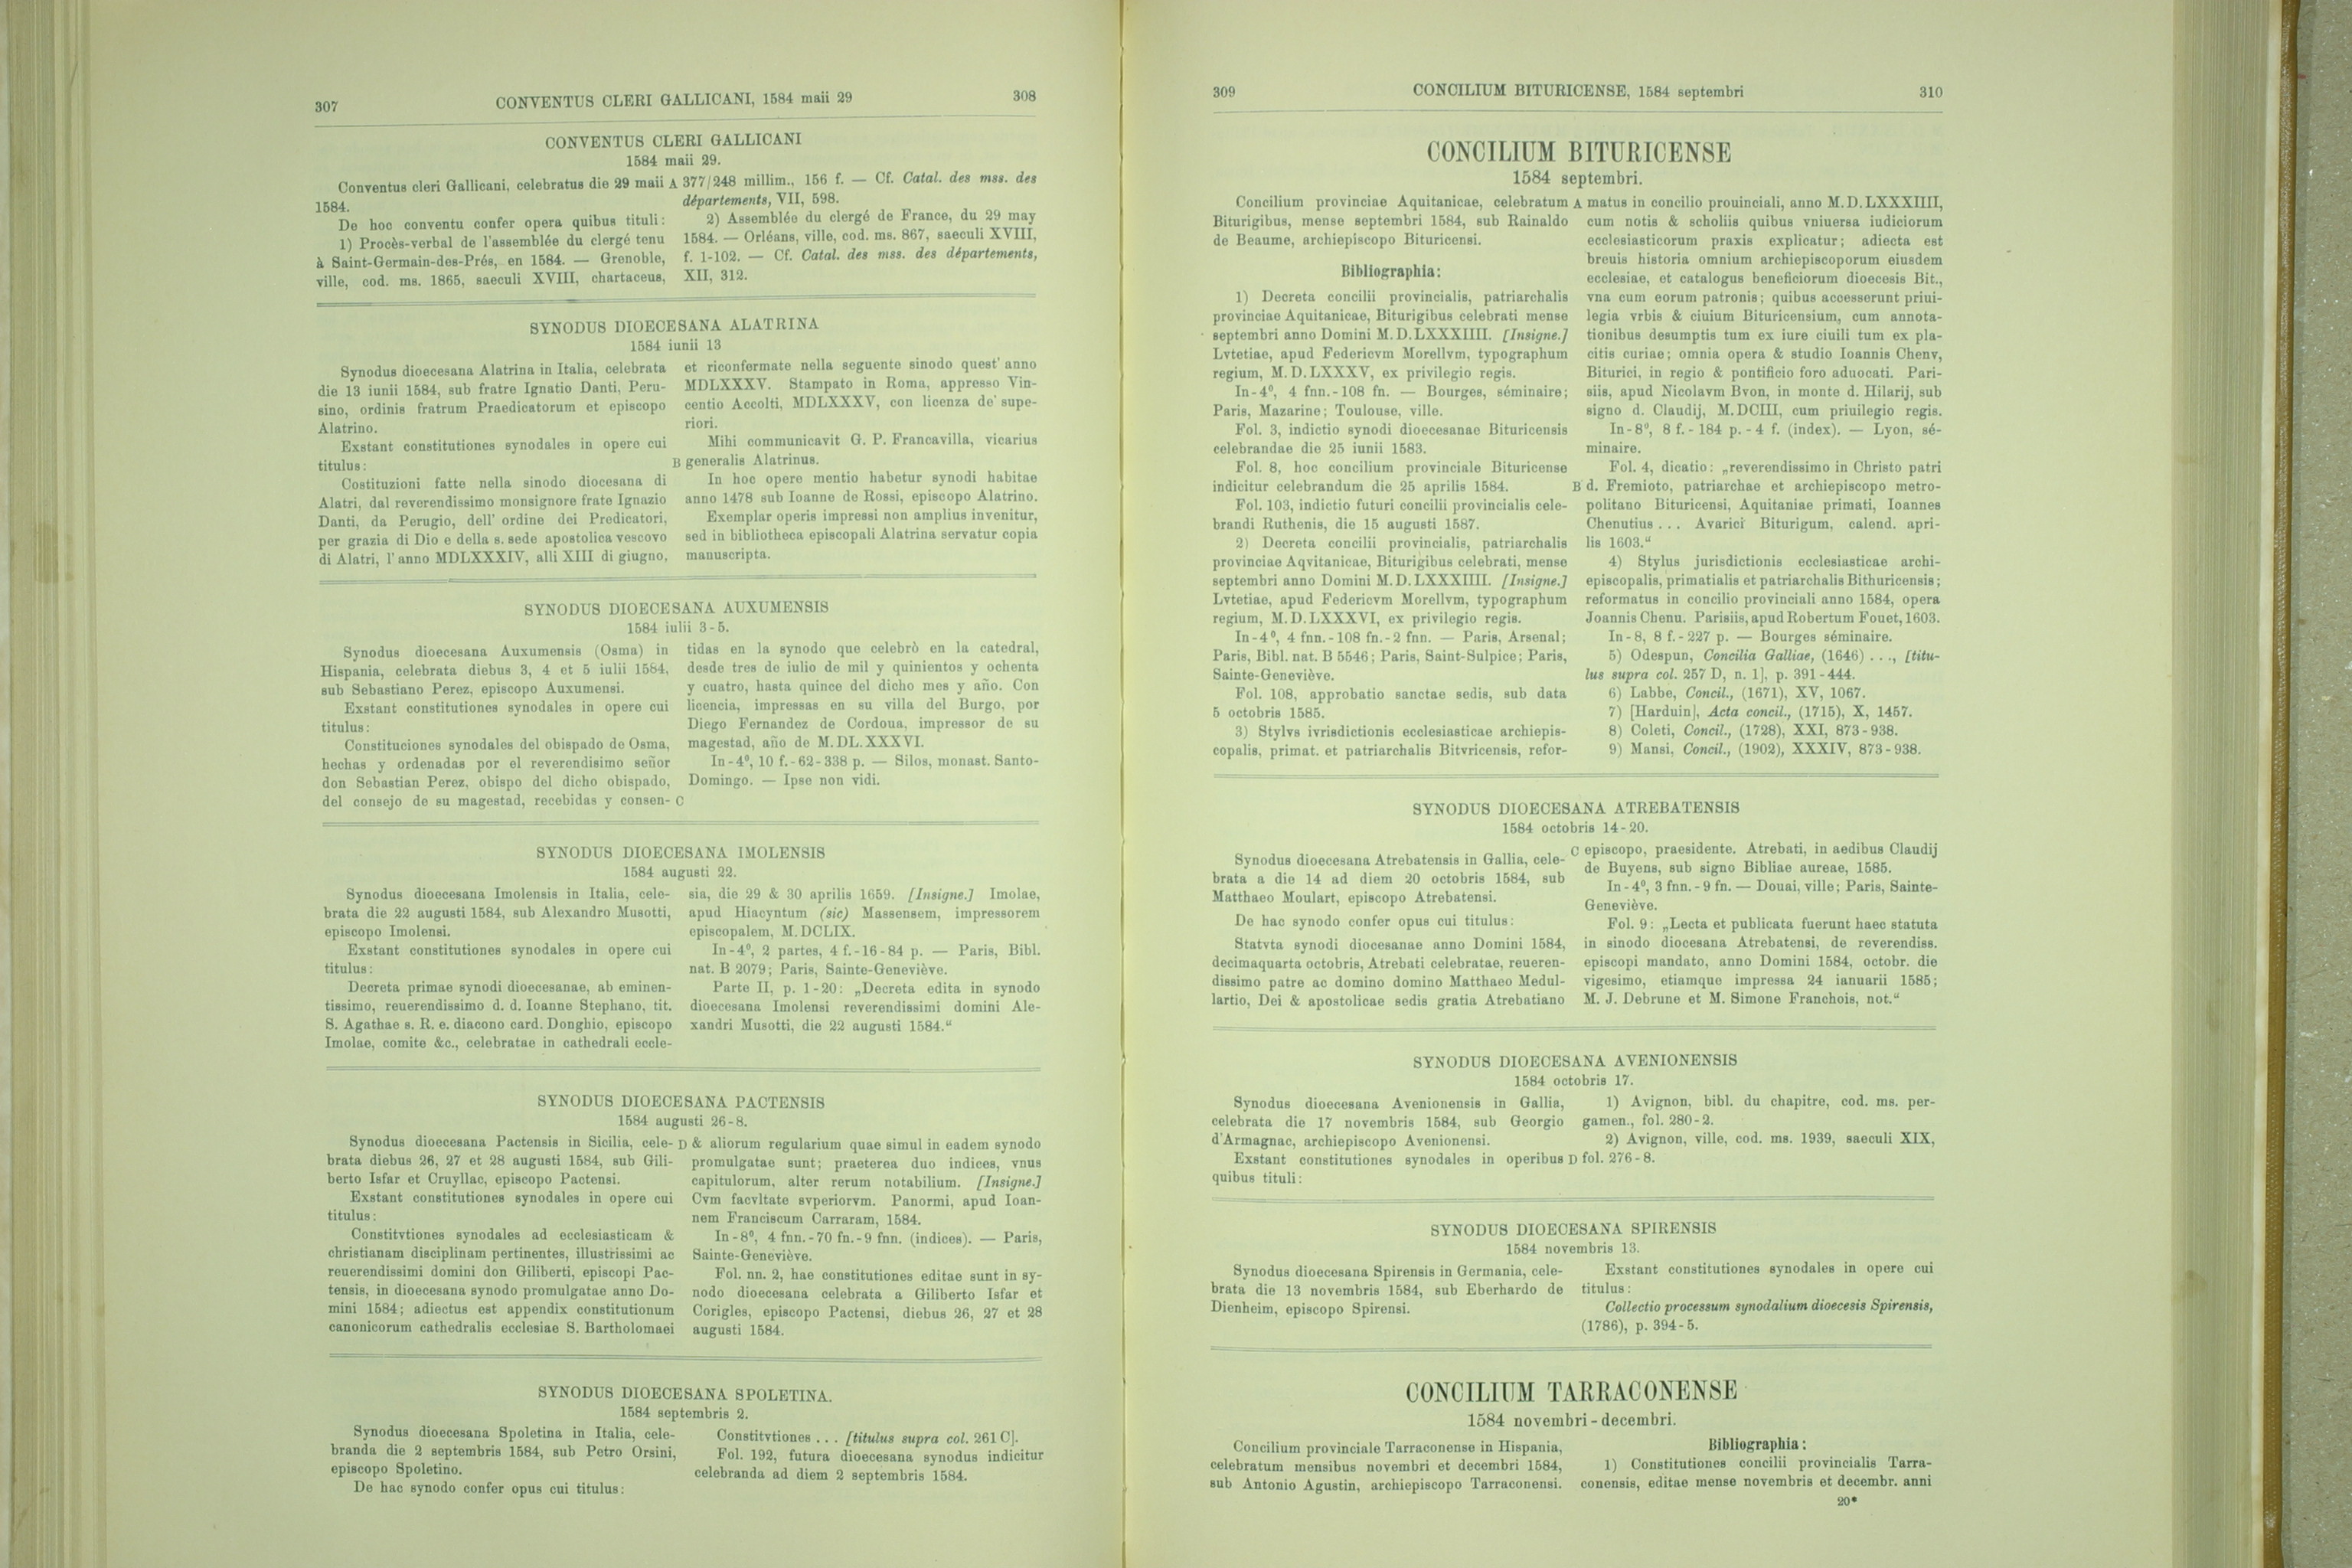 307
CONVENTUS CLERI GALLICANI, 1584 maii 29
308
CONVENTUS CLERI GALLICANI
1584 maii 29.
Conventus cleri Gallicani, celebratus die 29 maii
1584.
De hoc conventu confer opera quibus tituli:
1) Procès-verbal de l'assemblée du clergé tenu
à Saint-Germain-des-Prés, en 1584. — Grenoble,
ville, cod. ms. 1865, saeculi XVIII, chartaceus,
A
377/248 millim., 156 f. — Cf. Catal. des mss. des
départements, VII, 598.
2) Assemblée du clergé de France, du 29 may
1584. — Orléans, ville, cod. ms. 867, saeculi XVIII,
f. 1-102. — Cf. Catal. des mss. des départements,
XII, 312.
SYNODUS DIOECESANA ALATRINA
1584 iunii 13
Synodus dioecesana Alatrina in Italia, celebrata
die 13 iunii 1584, sub fratre Ignatio Danti, Peru-
sino, ordinis fratrum Praedicatorum et episcopo
Alatrino.
Exstant constitutiones synodales in opere cui
titulus:
Costituzioni fatte nella sinodo diocesana di
Alatri, dal reverendissimo monsignore frate Ignazio
Danti, da Perugio, dell' ordine dei Predicatori,
per grazia di Dio e della s. sede apostolica vescovo
di Alatri, l' anno MDLXXXIV, alli XIII di giugno,
et riconfermate nella seguente sinodo quest' anno
MDLXXXV. Stampato in Roma, appresso Vin-
centio Accolti, MDLXXXV, con licenza de' supe-
riori.
Mihi communicavit G. P. Francavilla, vicarius
B
generalis Alatrinus.
In hoc opere mentio habetur synodi habitae
anno 1478 sub Ioanne de Rossi, episcopo Alatrino.
Exemplar operis impressi non amplius invenitur,
sed in bibliotheca episcopali Alatrina servatur copia
manuscripta.
SYNODUS DIOECESANA AUXUMENSIS
1584 iulii 3-5.
Synodus dioecesana Auxumensis (Osma) in
Hispania, celebrata diebus 3, 4 et 5 iulii 1584,
sub Sebastiano Perez, episcopo Auxumensi.
Exstant constitutiones synodales in opere cui
titulus:
Constituciones synodales del obispado de Osma,
hechas y ordenadas por el reverendisimo señor
don Sebastian Perez, obispo del dicho obispado,
del consejo de su magestad, recebidas y consen-
C
tidas en la synodo que celebrò en la catedral,
desde tres de iulio de mil y quinientos y ochenta
y cuatro, hasta quince del dicho mes y año. Con
licencia, impressas en su villa del Burgo, por
Diego Fernandez de Cordoua, impressor de su
magestad, año de M.DL.XXXVI.
In-4º, 10 f.-62-338 p. — Silos, monast. Santo-
Domingo. — Ipse non vidi.
SYNODUS DIOECESANA IMOLENSIS
1584 augusti 22.
Synodus dioecesana Imolensis in Italia, cele-
brata die 22 augusti 1584, sub Alexandro Musotti,
episcopo Imolensi.
Exstant constitutiones synodales in opere cui
titulus:
Decreta primae synodi dioecesanae, ab eminen-
tissimo, reuerendissimo d. d. Ioanne Stephano, tit.
S. Agathae s. R. e. diacono card. Donghio, episcopo
Imolae, comite &c., celebratae in cathedrali eccle-
sia, die 29 & 30 aprilis 1659. [Insigne.] Imolae,
apud Hiacyntum (sic) Massensem, impressorem
episcopalem, M.DCLIX.
In-4º, 2 partes, 4 f.-16-84 p. — Paris, Bibl.
nat. B 2079; Paris, Sainte-Geneviève.
Parte II, p. 1-20: „Decreta edita in synodo
dioecesana Imolensi reverendissimi domini Ale-
xandri Musotti, die 22 augusti 1584.“
SYNODUS DIOECESANA PACTENSIS
1584 augusti 26-8.
Synodus dioecesana Pactensis in Sicilia, cele-
brata diebus 26, 27 et 28 augusti 1584, sub Gili-
berto Isfar et Cruyllac, episcopo Pactensi.
Exstant constitutiones synodales in opere cui
titulus:
Constitvtiones synodales ad ecclesiasticam &
christianam disciplinam pertinentes, illustrissimi ac
reuerendissimi domini don Giliberti, episcopi Pac-
tensis, in dioecesana synodo promulgatae anno Do-
mini 1584; adiectus est appendix constitutionum
canonicorum cathedralis ecclesiae S. Bartholomaei
D
& aliorum regularium quae simul in eadem synodo
promulgatae sunt; praeterea duo indices, vnus
capitulorum, alter rerum notabilium. [Insigne.]
Cvm facvltate svperiorvm. Panormi, apud Ioan-
nem Franciscum Carraram, 1584.
In-8º, 4 fnn.-70 fn.-9 fnn. (indices). — Paris,
Sainte-Geneviève.
Fol. nn. 2, hae constitutiones editae sunt in sy-
nodo dioecesana celebrata a Giliberto Isfar et
Corigles, episcopo Pactensi, diebus 26, 27 et 28
augusti 1584.
SYNODUS DIOECESANA SPOLETINA.
1584 septembris 2.
Synodus dioecesana Spoletina in Italia, cele-
branda die 2 septembris 1584, sub Petro Orsini,
episcopo Spoletino.
De hac synodo confer opus cui titulus:
Constitvtiones . . . [titulus supra col. 261 C].
Fol. 192, futura dioecesana synodus indicitur
celebranda ad diem 2 septembris 1584.
309
CONCILIUM BITURICENSE, 1584 septembri
310
CONCILIUM BITURICENSE
1584 septembri.
Concilium provinciae Aquitanicae, celebratum
Biturigibus, mense septembri 1584, sub Rainaldo
de Beaume, archiepiscopo Bituricensi.
Bibliographia:
1) Decreta concilii provincialis, patriarchalis
provinciae Aquitanicae, Biturigibus celebrati mense
septembri anno Domini M.D.LXXXIIII. [Insigne.]
Lvtetiae, apud Federicvm Morellvm, typographum
regium, M.D.LXXXV, ex privilegio regis.
In-4º, 4 fnn.-108 fn. — Bourges, séminaire;
Paris, Mazarine; Toulouse, ville.
Fol. 3, indictio synodi dioecesanae Bituricensis
celebrandae die 25 iunii 1583.
Fol. 8, hoc concilium provinciale Bituricense
indicitur celebrandum die 25 aprilis 1584.
Fol. 103, indictio futuri concilii provincialis cele-
brandi Ruthenis, die 15 augusti 1587.
2) Decreta concilii provincialis, patriarchalis
provinciae Aqvitanicae, Biturigibus celebrati, mense
septembri anno Domini M.D.LXXXIIII. [Insigne.]
Lvtetiae, apud Federicvm Morellvm, typographum
regium, M.D.LXXXVI, ex privilegio regis.
In-4º, 4 fnn.-108 fn.-2 fnn. — Paris, Arsenal;
Paris, Bibl. nat. B 5546; Paris, Saint-Sulpice; Paris,
Sainte-Geneviève.
Fol. 108, approbatio sanctae sedis, sub data
5 octobris 1585.
3) Stylvs ivrisdictionis ecclesiasticae archiepis-
copalis, primat. et patriarchalis Bitvricensis, refor-
A
matus in concilio prouinciali, anno M.D.LXXXIIII,
cum notis & scholiis quibus vniuersa iudiciorum
ecclesiasticorum praxis explicatur; adiecta est
breuis historia omnium archiepiscoporum eiusdem
ecclesiae, et catalogus beneficiorum dioecesis Bit.,
vna cum eorum patronis; quibus accesserunt priui-
legia vrbis & ciuium Bituricensium, cum annota-
tionibus desumptis tum ex iure ciuili tum ex pla-
citis curiae; omnia opera & studio Ioannis Chenv,
Biturici, in regio & pontificio foro aduocati. Pari-
siis, apud Nicolavm Bvon, in monte d. Hilarij, sub
signo d. Claudij, M.DCIII, cum priuilegio regis.
In-8º, 8 f.-184 p.-4 f. (index). — Lyon, sé-
minaire.
Fol. 4, dicatio: „reverendissimo in Christo patri
B
d. Fremioto, patriarchae et archiepiscopo metro-
politano Bituricensi, Aquitaniae primati, Ioannes
Chenutius . . . Avarici Biturigum, calend. apri-
lis 1603.“
4) Stylus jurisdictionis ecclesiasticae archi-
episcopalis, primatialis et patriarchalis Bithuricensis;
reformatus in concilio provinciali anno 1584, opera
Joannis Chenu. Parisiis, apud Robertum Fouet, 1603.
In-8, 8 f.-227 p. — Bourges séminaire.
5) Odespun, Concilia Galliae, (1646) . . ., [titu-
lus supra col. 257 D, n. 1], p. 391-444.
6) Labbe, Concil., (1671), XV, 1067.
7) [Harduin], Acta concil., (1715), X, 1457.
8) Coleti, Concil., (1728), XXI, 873-938.
9) Mansi, Concil., (1902), XXXIV, 873-938.
SYNODUS DIOECESANA ATREBATENSIS
1584 octobris 14-20.
Synodus dioecesana Atrebatensis in Gallia, cele-
brata a die 14 ad diem 20 octobris 1584, sub
Matthaeo Moulart, episcopo Atrebatensi.
De hac synodo confer opus cui titulus:
Statvta synodi diocesanae anno Domini 1584,
decimaquarta octobris, Atrebati celebratae, reueren-
dissimo patre ac domino domino Matthaeo Medul-
lartio, Dei & apostolicae sedis gratia Atrebatiano
C
episcopo, praesidente. Atrebati, in aedibus Claudij
de Buyens, sub signo Bibliae aureae, 1585.
In-4º, 3 fnn.-9 fn. — Douai, ville; Paris, Sainte-
Geneviève.
Fol. 9: „Lecta et publicata fuerunt haec statuta
in sinodo diocesana Atrebatensi, de reverendiss.
episcopi mandato, anno Domini 1584, octobr. die
vigesimo, etiamque impressa 24 ianuarii 1585;
M. J. Debrune et M. Simone Franchois, not.“
SYNODUS DIOECESANA AVENIONENSIS
1584 octobris 17.
Synodus dioecesana Avenionensis in Gallia,
celebrata die 17 novembris 1584, sub Georgio
d'Armagnac, archiepiscopo Avenionensi.
Exstant constitutiones synodales in operibus
quibus tituli:
1) Avignon, bibl. du chapitre, cod. ms. per-
gamen., fol. 280-2.
2) Avignon, ville, cod. ms. 1939, saeculi XIX,
D
fol. 276-8.
SYNODUS DIOECESANA SPIRENSIS
1584 novembris 13.
Synodus dioecesana Spirensis in Germania, cele-
brata die 13 novembris 1584, sub Eberhardo de
Dienheim, episcopo Spirensi.
Exstant constitutiones synodales in opere cui
titulus:
Collectio processum synodalium dioecesis Spirensis,
(1786), p. 394-5.
CONCILIUM TARRACONENSE
1584 novembri-decembri.
Concilium provinciale Tarraconense in Hispania,
celebratum mensibus novembri et decembri 1584,
sub Antonio Agustin, archiepiscopo Tarraconensi.
Bibliographia:
1) Constitutiones concilii provincialis Tarra-
conensis, editae mense novembris et decembr. anni
20*